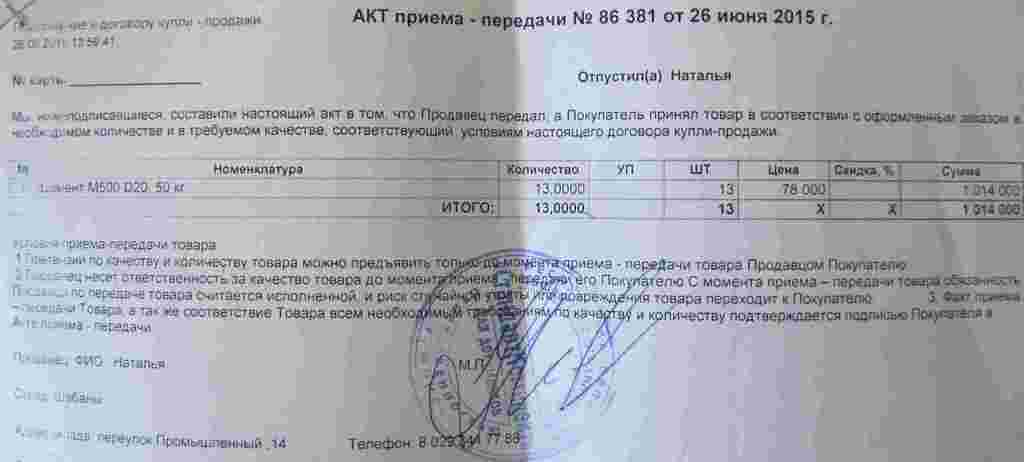 АКТ приема - передачи № 86 381 от 26 июня 2015 г.
к договору купли - продажи
13:59:41
№ карты
Отпустил(а) Наталья
Мы, нижеподписавшиеся, составили настоящий акт в том, что Продавец передал, а Покупатель принял товар в соответствии с оформленным заказом в
необходимом количестве и в требуемом качестве, соответствующий условиям настоящего договора купли-продажи.
№ Номенклатура Количество УП ШТ Цена Скидка, % Сумма
Цемент М500 D20, 50 кг 13,0000 13 78 000 1 014 000
ИТОГО: 13,0000 13 X X 1 014 000
Условия приема-передачи товара
1 Претензии по качеству и количеству товара можно предъявить только до момента приема - передачи товара Продавцом Покупателю
2 Продавец несет ответственность за качество товара до момента приема - передачи его Покупателю С момента приема – передачи товара обязанность
Продавца по передаче товара считается исполненной, и риск случайной утраты или повреждения товара переходит к Покупателю 3. Факт приема
– передачи Товара, а так же соответствие Товара всем необходимым требованиям по качеству и количеству подтверждается подписью Покупателя в
Акте приема - передачи
Продавец ФИО Наталья
М.П.
Склад Шабаны
Адрес склада: переулок Промышленный ,14
Телефон: 8 029 344 77 88